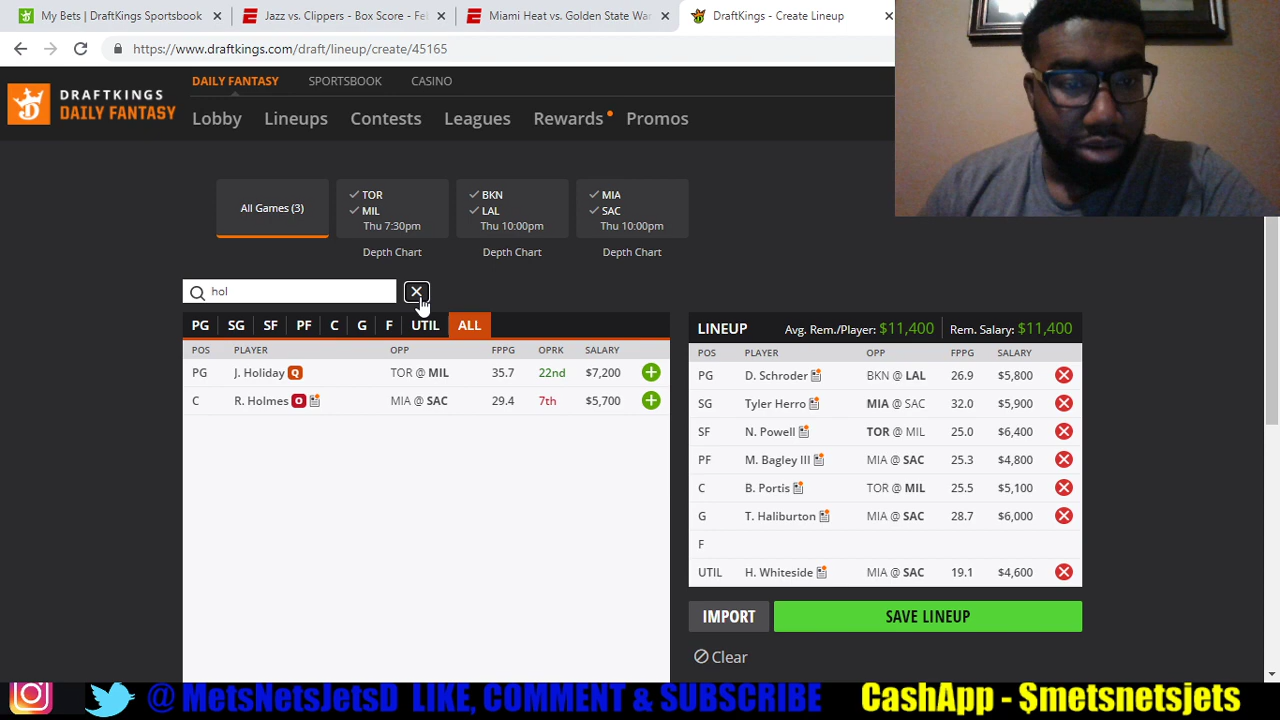 My Bets | DraftKings Sportsbook
Jazz vs. Clippers - Box Score - Fe
Miami Heat vs. Golden State War
DraftKings - Create Lineup
https://www.draftkings.com/draft/lineup/create/45165
DAILY FANTASY SPORTSBOOK CASINO
DRAFTKINGS
DAILY FANTASY
Lobby Lineups Contests Leagues Rewards Promos
All Games (3)
TOR
MIL
Thu 7:30pm
BKN
LAL
Thu 10:00pm
MIA
SAC
Thu 10:00pm
Depth Chart Depth Chart Depth Chart
hol
PG SG SF PF C G F UTIL ALL
POS PLAYER OPP FPPG OPRK SALARY
PG J. Holiday Q TOR @ MIL 35.7 22nd $7,200
C R. Holmes O MIA @ SAC 29.4 7th $5,700
LINEUP Avg. Rem./Player: $11,400 Rem. Salary: $11,400
POS PLAYER OPP FPPG SALARY
PG D. Schroder BKN @ LAL 26.9 $5,800
SG Tyler Herro MIA @ SAC 32.0 $5,900
SF N. Powell TOR @ MIL 25.0 $6,400
PF M. Bagley III MIA @ SAC 25.3 $4,800
C B. Portis TOR @ MIL 25.5 $5,100
G T. Haliburton MIA @ SAC 28.7 $6,000
F
UTIL H. Whiteside MIA @ SAC 19.1 $4,600
IMPORT SAVE LINEUP
Clear
@MetsNetsJetsD LIKE, COMMENT & SUBSCRIBE CashApp - $metsnetsjets